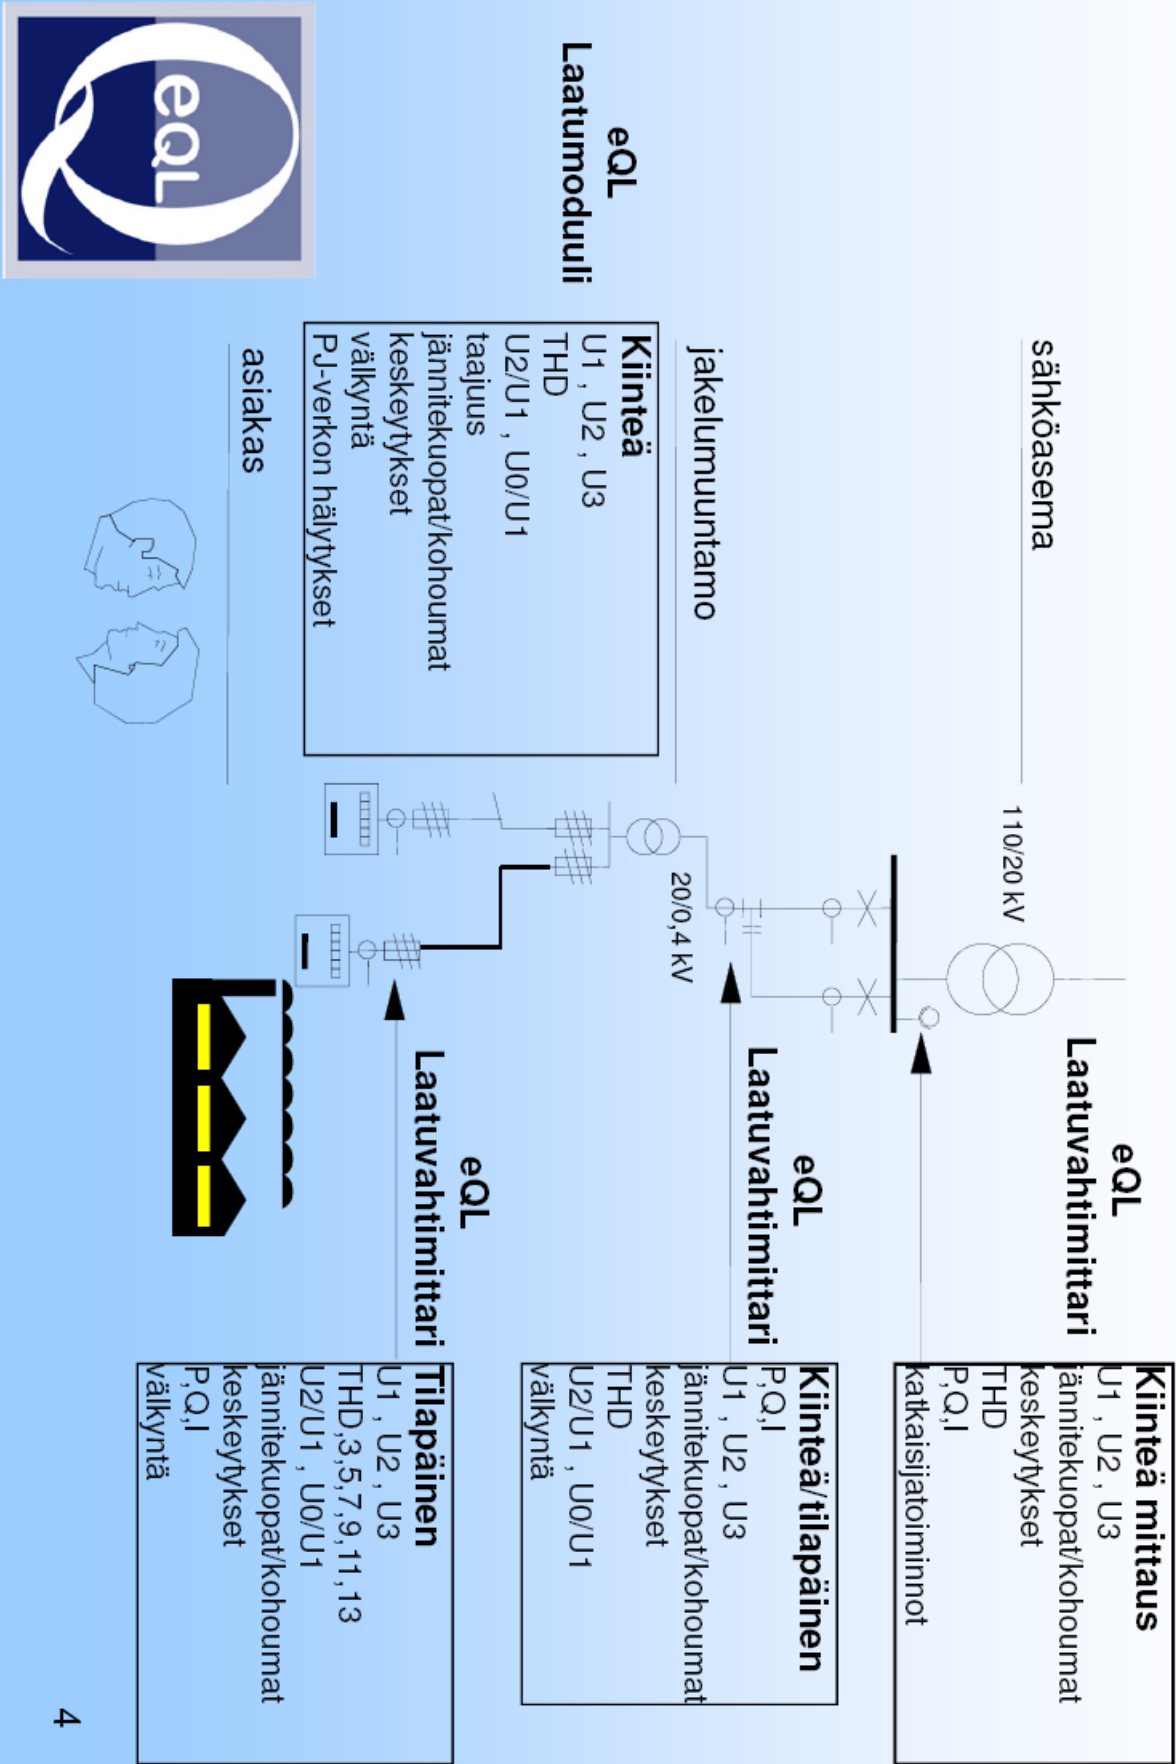 sähköasema
110/20 kV
eQL
Laatuvahtimittari
Kiinteä mittaus
U1 , U2 , U3
jännitekuopat/kohoumat
keskeytykset
THD
P,Q,I
katkaisijatoiminnot
eQL
Laatumoduuli
jakelumuuntamo
20/0,4 kV
eQL
Laatuvahtimittari
Kiinteä/tilapäinen
P,Q,I
U1 , U2 , U3
jännitekuopat/kohoumat
keskeytykset
THD
U2/U1 , U0/U1
välkyntä
Kiinteä
U1 , U2 , U3
THD
U2/U1 , U0/U1
taajuus
jännitekuopat/kohoumat
keskeytykset
välkyntä
PJ-verkon hälytykset
eQL
Laatuvahtimittari
Tilapäinen
U1 , U2 , U3
THD,3,5,7,9,11,13
U2/U1 , U0/U1
jännitekuopat/kohoumat
keskeytykset
P,Q,I
välkyntä
asiakas
eQL
4